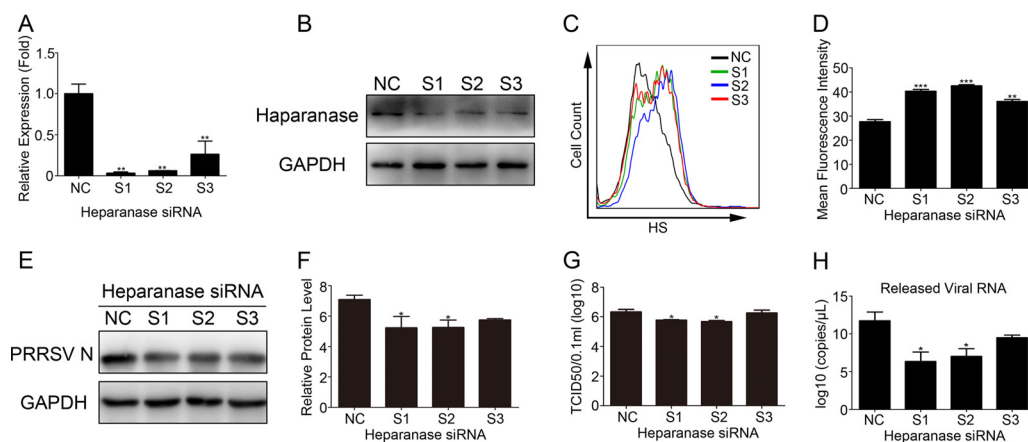 A
Relative Expression (Fold)
1.5
1.0
0.5
0
**
**
**
NC S1 S2 S3
Heparanase siRNA
B
NC S1 S2 S3
Haparanase
GAPDH
C
NC
S1
S2
S3
Cell Count
HS
D
Mean Fluorescence Intensity
60
50
40
30
20
10
0
***
***
**
NC S1 S2 S3
Heparanase siRNA
E
Heparanase siRNA
NC S1 S2 S3
PRRSV N
GAPDH
F
Relative Protein Level
8
6
4
2
0
*
*
NC S1 S2 S3
Heparanase siRNA
G
TCID50/0.1ml (log10)
8
6
4
2
0
*
*
NC S1 S2 S3
Heparanase siRNA
H
Released Viral RNA
log10 (copies/µL)
15
10
5
0
*
*
NC S1 S2 S3
Heparanase siRNA